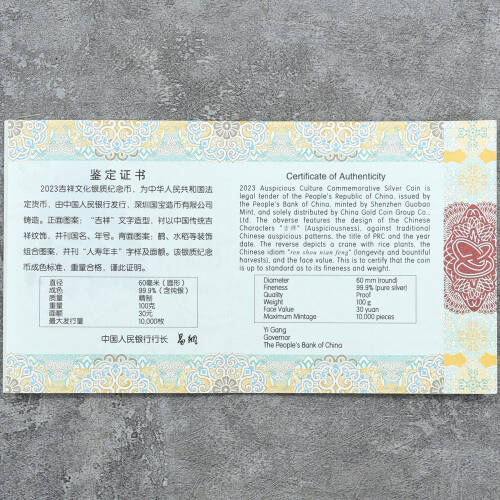 鉴定证书
2023吉祥文化银质纪念币，为中华人民共和国法
定货币，由中国人民银行发行，深圳国宝造币有限公司
铸造。正面图案："吉祥"文字造型，衬以中国传统吉
祥纹饰，并刊国名、年号。背面图案：鹤、水稻等装饰
组合图案，并刊"人寿年丰"字样及面额。该银质纪念
币成色标准，重量合格，谨此证明。
直径 60毫米（圆形）
成色 99.9%（含纯银）
质量 精制
重量 100克
面额 30元
最大发行量 10,000枚
中国人民银行行长
Certificate of Authenticity
2023 Auspicious Culture Commemorative Silver Coin is
legal tender of the People's Republic of China, issued by
the People's Bank of China, minted by Shenzhen Guobao
Mint, and solely distributed by China Gold Coin Group Co.,
Ltd. The obverse features the design of the Chinese
Characters "吉祥" (Auspiciousness), against traditional
Chinese auspicious patterns, the title of PRC and the year
date. The reverse depicts a crane with rice plants, the
Chinese idiom "ren shou nian feng" (longevity and bountiful
harvest), and the face value. This is to certify that the coin
is up to standard as to its fineness and weight.
Diameter 60 mm (round)
Fineness 99.9% (pure silver)
Quality Proof
Weight 100 g
Face Value 30 yuan
Maximum Mintage 10,000 pieces
Yi Gang
Governor
The People's Bank of China